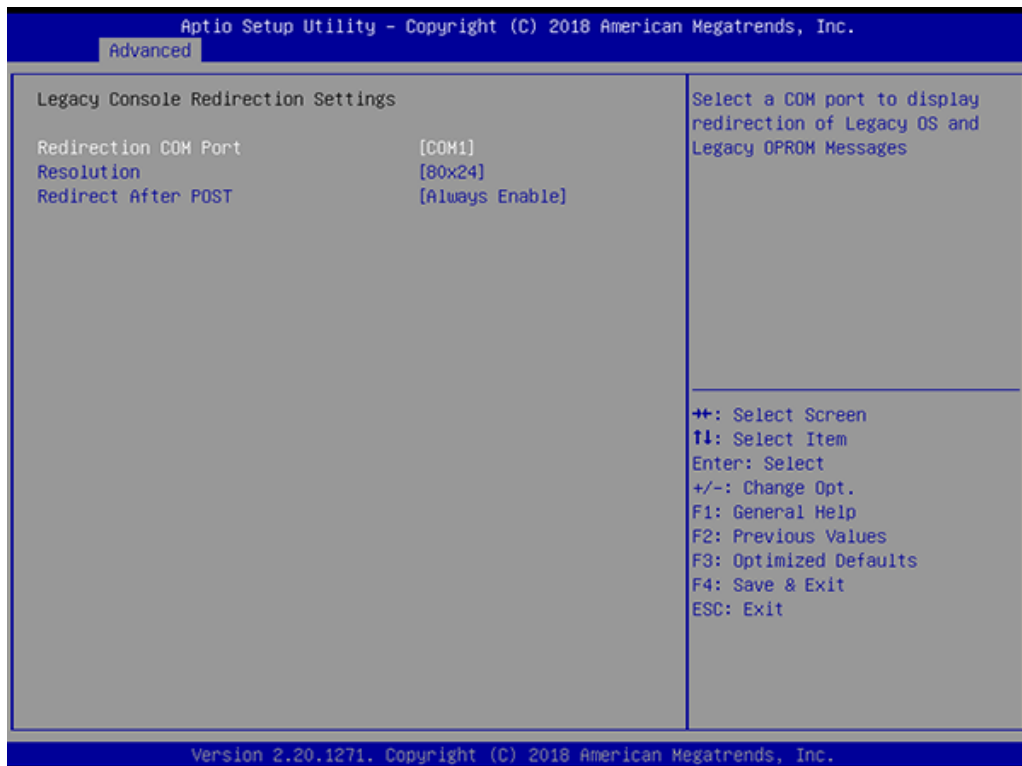 Aptio Setup Utility – Copyright (C) 2018 American Megatrends, Inc.
Advanced
Legacy Console Redirection Settings
Redirection COM Port [COM1]
Resolution [80x24]
Redirect After POST [Always Enable]
Select a COM port to display
redirection of Legacy OS and
Legacy OPROM Messages
→←: Select Screen
↑↓: Select Item
Enter: Select
+/-: Change Opt.
F1: General Help
F2: Previous Values
F3: Optimized Defaults
F4: Save & Exit
ESC: Exit
Version 2.20.1271. Copyright (C) 2018 American Megatrends, Inc.